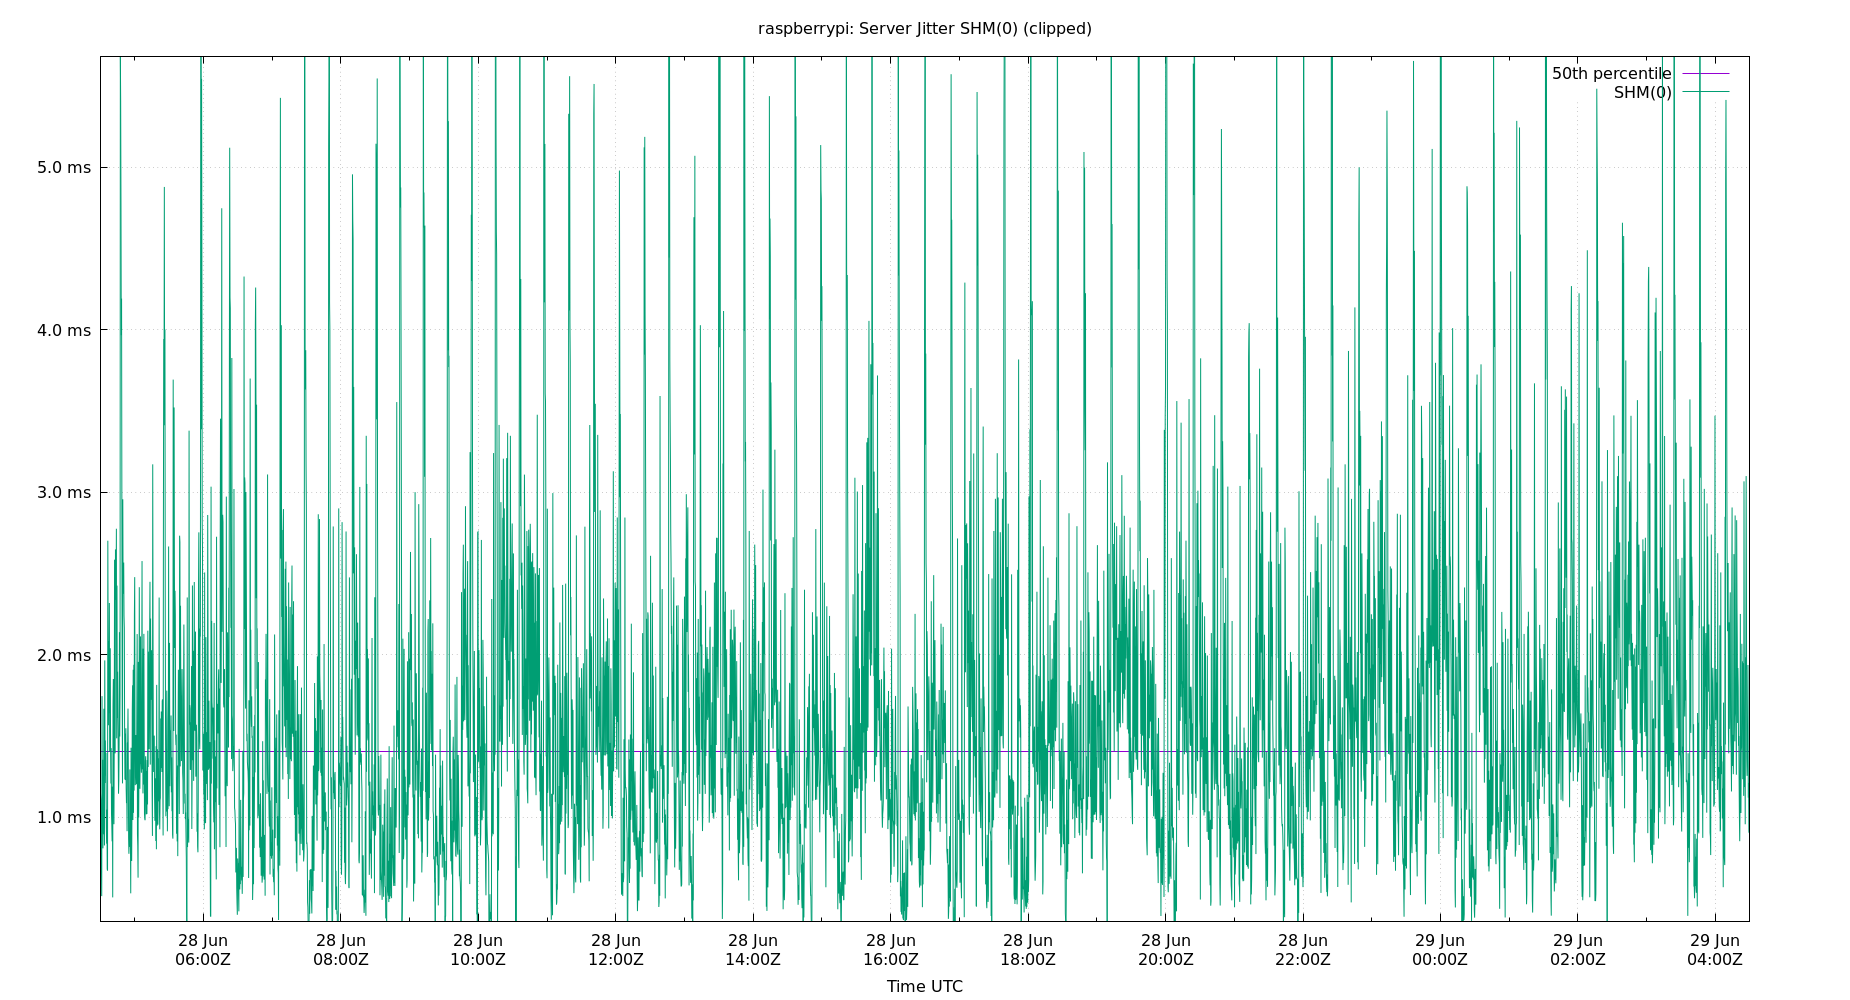 raspberrypi: Server Jitter SHM(0) (clipped)
50th percentile
SHM(0)
5.0 ms
4.0 ms
3.0 ms
2.0 ms
1.0 ms
28 Jun 28 Jun 28 Jun 28 Jun 28 Jun 28 Jun 28 Jun 28 Jun 28 Jun 29 Jun 29 Jun 29 Jun
06:00Z 08:00Z 10:00Z 12:00Z 14:00Z 16:00Z 18:00Z 20:00Z 22:00Z 00:00Z 02:00Z 04:00Z
Time UTC